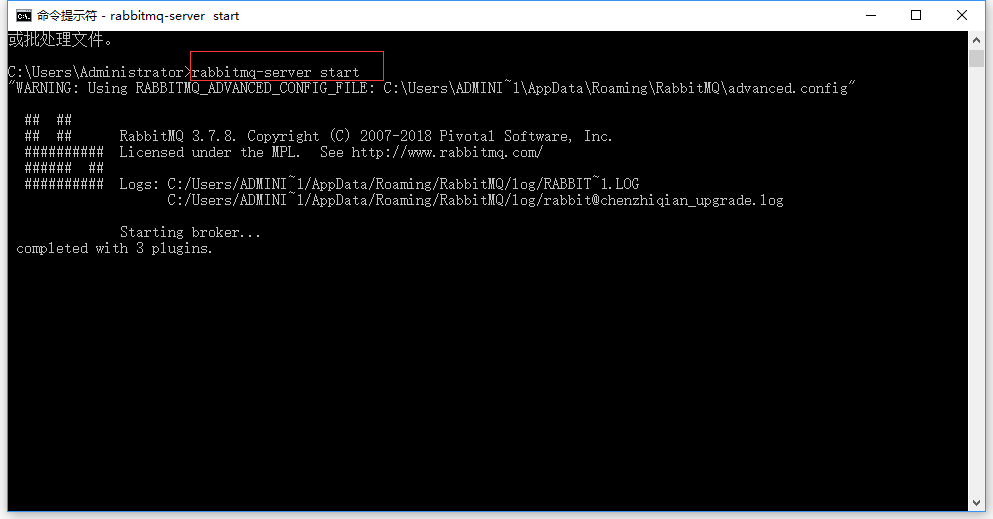 命令提示符 - rabbitmq-server  start
或批处理文件。
C:\Users\Administrator>rabbitmq-server start
"WARNING: Using RABBITMQ_ADVANCED_CONFIG_FILE: C:\Users\ADMINI~1\AppData\Roaming\RabbitMQ\advanced.config"
  ##  ##
  ##  ##      RabbitMQ 3.7.8. Copyright (C) 2007-2018 Pivotal Software, Inc.
  ##########  Licensed under the MPL.  See http://www.rabbitmq.com/
  ######  ##
  ##########  Logs: C:/Users/ADMINI~1/AppData/Roaming/RabbitMQ/log/RABBIT~1.LOG
                    C:/Users/ADMINI~1/AppData/Roaming/RabbitMQ/log/rabbit@chenzhiqian_upgrade.log
              Starting broker...
 completed with 3 plugins.